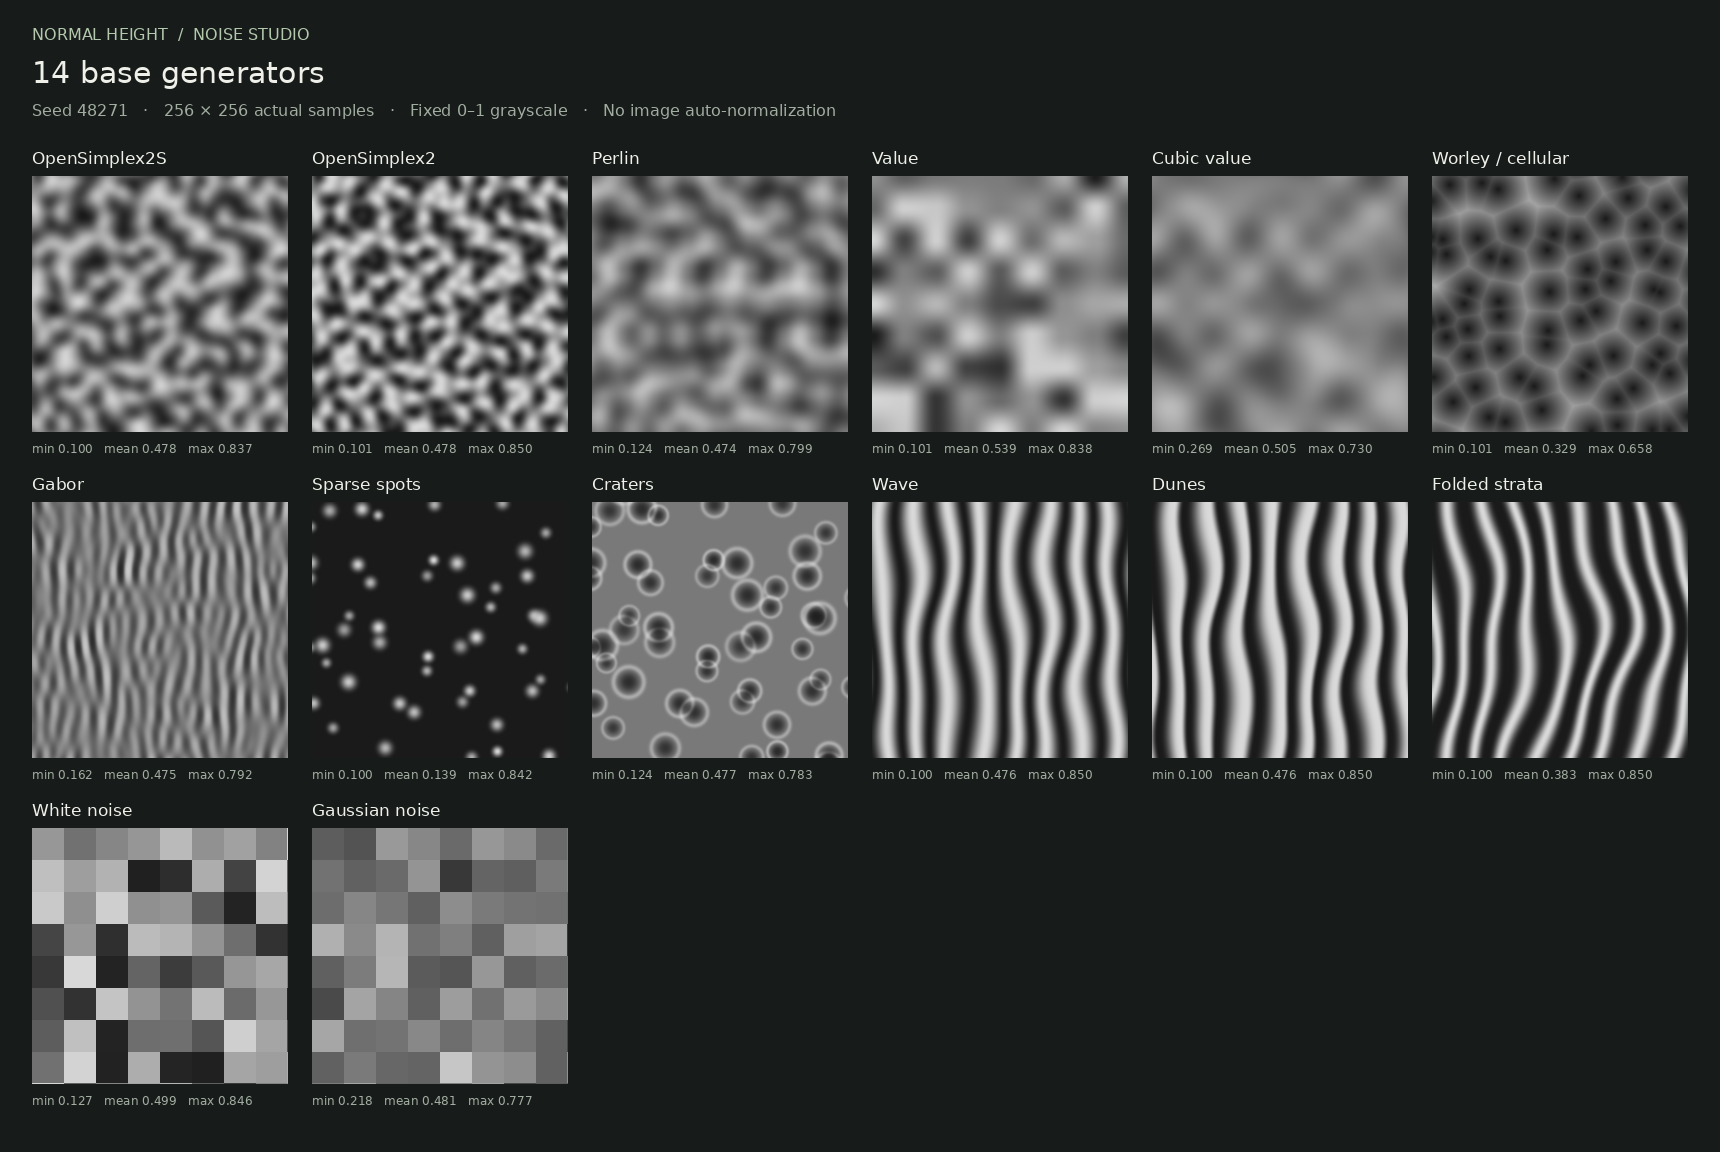 NORMAL HEIGHT / NOISE STUDIO
14 base generators
Seed 48271 · 256 × 256 actual samples · Fixed 0–1 grayscale · No image auto-normalization
OpenSimplex2S OpenSimplex2 Perlin Value Cubic value Worley / cellular
min 0.100 mean 0.478 max 0.837 min 0.101 mean 0.478 max 0.850 min 0.124 mean 0.474 max 0.799 min 0.101 mean 0.539 max 0.838 min 0.269 mean 0.505 max 0.730 min 0.101 mean 0.329 max 0.658
Gabor Sparse spots Craters Wave Dunes Folded strata
min 0.162 mean 0.475 max 0.792 min 0.100 mean 0.139 max 0.842 min 0.124 mean 0.477 max 0.783 min 0.100 mean 0.476 max 0.850 min 0.100 mean 0.476 max 0.850 min 0.100 mean 0.383 max 0.850
White noise Gaussian noise
min 0.127 mean 0.499 max 0.846 min 0.218 mean 0.481 max 0.777